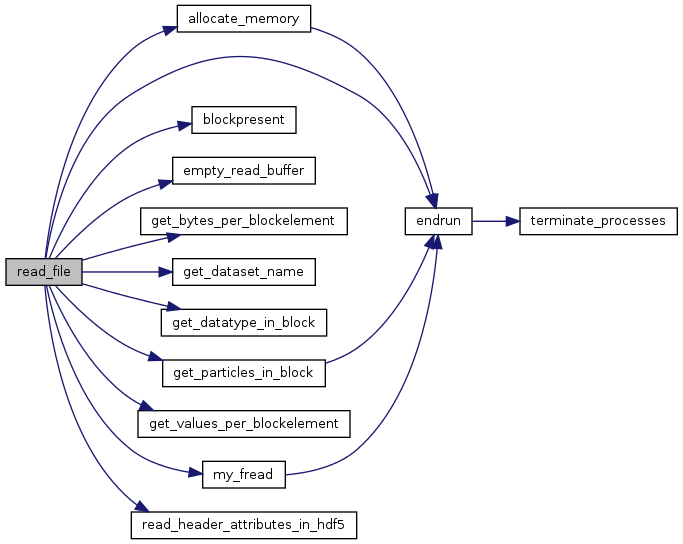 allocate_memory
blockpresent
empty_read_buffer
get_bytes_per_blockelement
endrun
terminate_processes
read_file
get_dataset_name
get_datatype_in_block
get_particles_in_block
get_values_per_blockelement
my_fread
read_header_attributes_in_hdf5